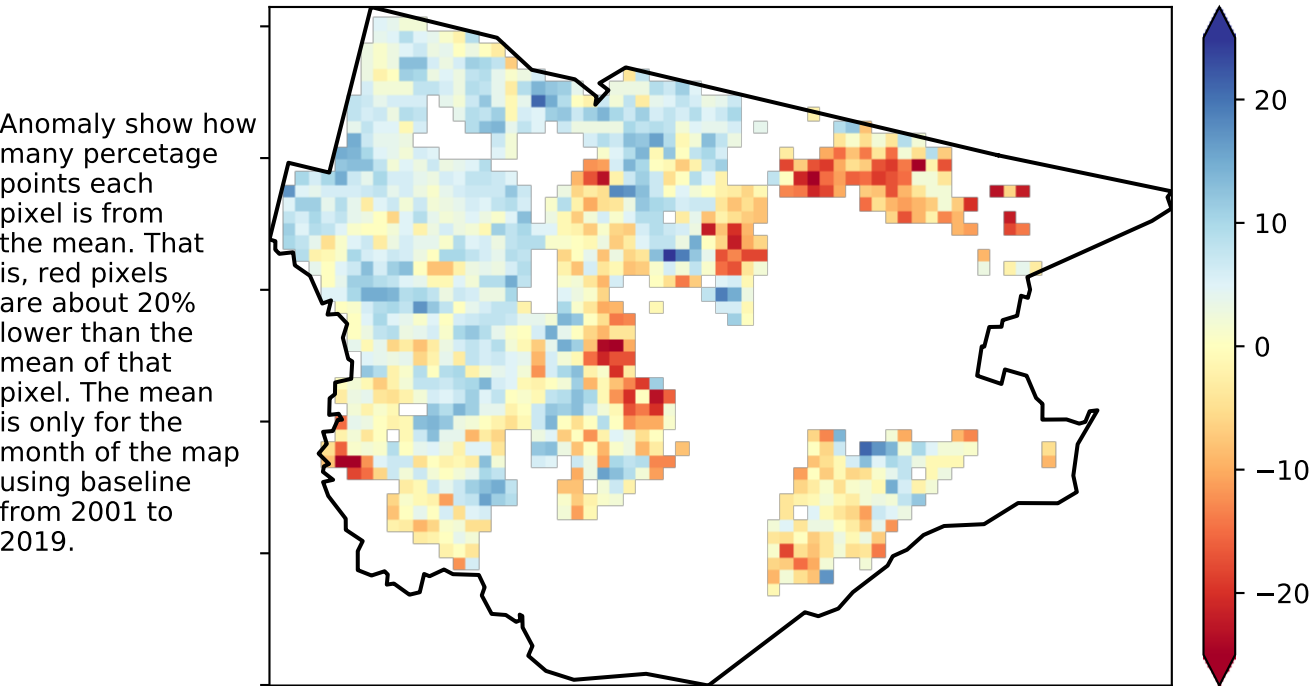 Anomaly show how
many percetage
points each
pixel is from
the mean. That
is, red pixels
are about 20%
lower than the
mean of that
pixel. The mean
is only for the
month of the map
using baseline
from 2001 to
2019.
20
10
0
−10
−20